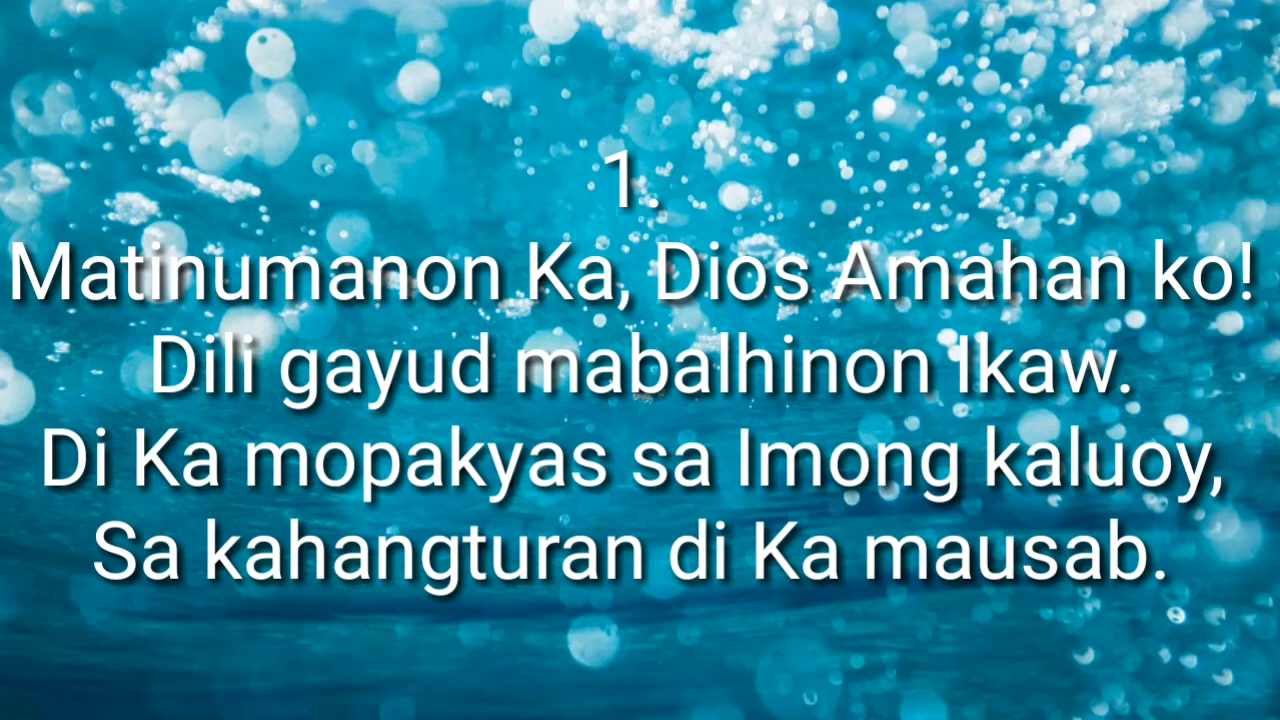 1.
Matinumanon Ka, Dios Amahan ko!
Dili gayud mabalhinon Ikaw.
Di Ka mopakyas sa Imong kaluoy,
Sa kahangturan di Ka mausab.